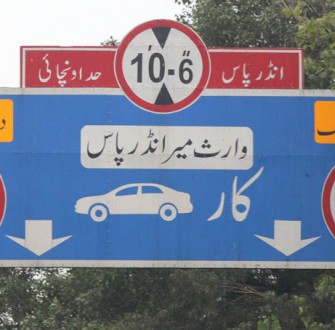 انڈر پاس 10'-6" حد اونچائی
وارث میر انڈر پاس
کار